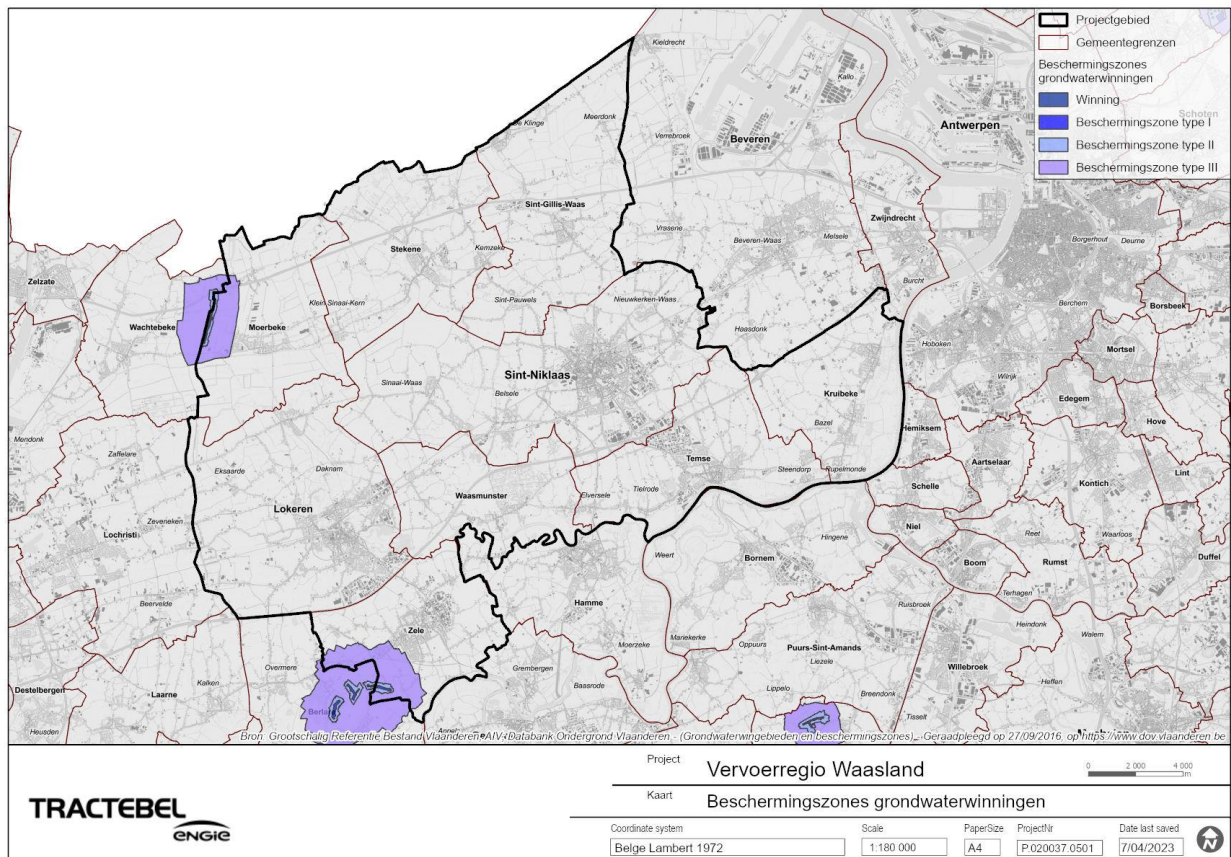 Projectgebied
Gemeentegrenzen
Beschermingszones
grondwaterwinningen
Winning
Beschermingszone type I
Beschermingszone type II
Beschermingszone type III
Schoten
Kieldrecht
Kallo
De Klinge
Meerdonk
Verrebroek
Beveren
Antwerpen
Sint-Gillis-Waas
Zwijndrecht
Vrasene
Stekene
Kemzeke
Beveren-Waas
Melsele
Borgerhout
Deurne
Zelzate
Burcht
Berchem
Klein Sinaai-Kern
Sint-Pauwels
Nieuwkerken-Waas
Borsbeek
Wachtebeke
Moerbeke
Haasdonk
Hoboken
Mortsel
Sint-Niklaas
Wilrijk
Sinaai-Waas
Belsele
Kruibeke
Edegem
Hove
Bazel
Hemiksem
Mendonk
Zaffelare
Temse
Aartselaar
Eksaarde
Daknam
Steendorp
Rupelmonde
Kontich
Lint
Waasmunster
Elversele
Tielrode
Schelle
Lokeren
Zeveneken
Niel
Lochristi
Hingene
Reet
Waarloos
Weert
Bornem
Boom
Rumst
Duffel
Beervelde
Hamme
Ruisbroek
Terhagen
Zele
Heindonk
Moerzeke
Mariekerke
Oppuurs
Puurs-Sint-Amands
Walem
Overmere
Grembergen
Liezele
Willebroek
Destelbergen
Laarne
Kalken
Baasrode
Lippelo
Breendonk
Heffen
Heusden
Tisselt
Bron: Grootschalig Referentie Bestand Vlaanderen AIV, Databank Ondergrond Vlaanderen - (Grondwaterwingebieden en beschermingszones) - Geraadpleegd op 27/09/2016, op https://www.dov.vlaanderen.be
Project
Vervoerregio Waasland
0 2 000 4 000
m
Kaart
Beschermingszones grondwaterwinningen
TRACTEBEL
ENGIE
Coordinate system
Scale
PaperSize
ProjectNr
Date last saved
Belge Lambert 1972
1:180 000
A4
P.020037.0501
7/04/2023
N